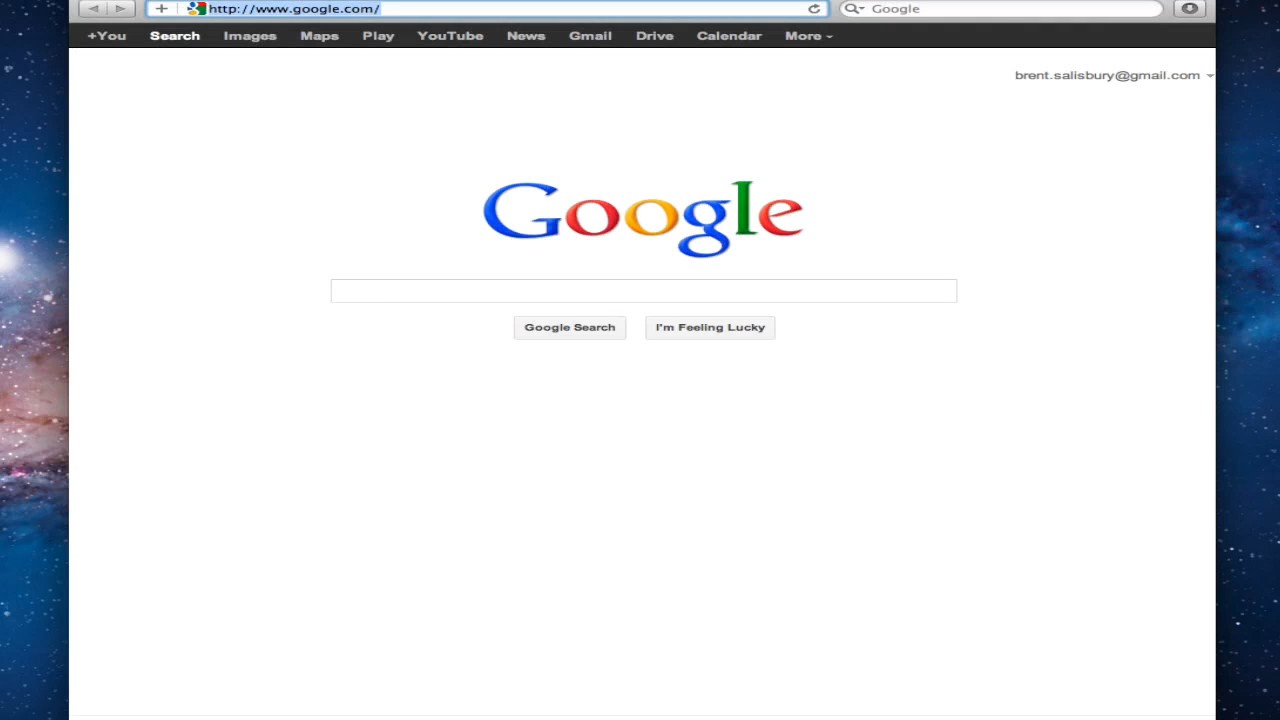 http://www.google.com/ Google
+You Search Images Maps Play YouTube News Gmail Drive Calendar More
brent.salisbury@gmail.com
Google
Google Search I'm Feeling Lucky